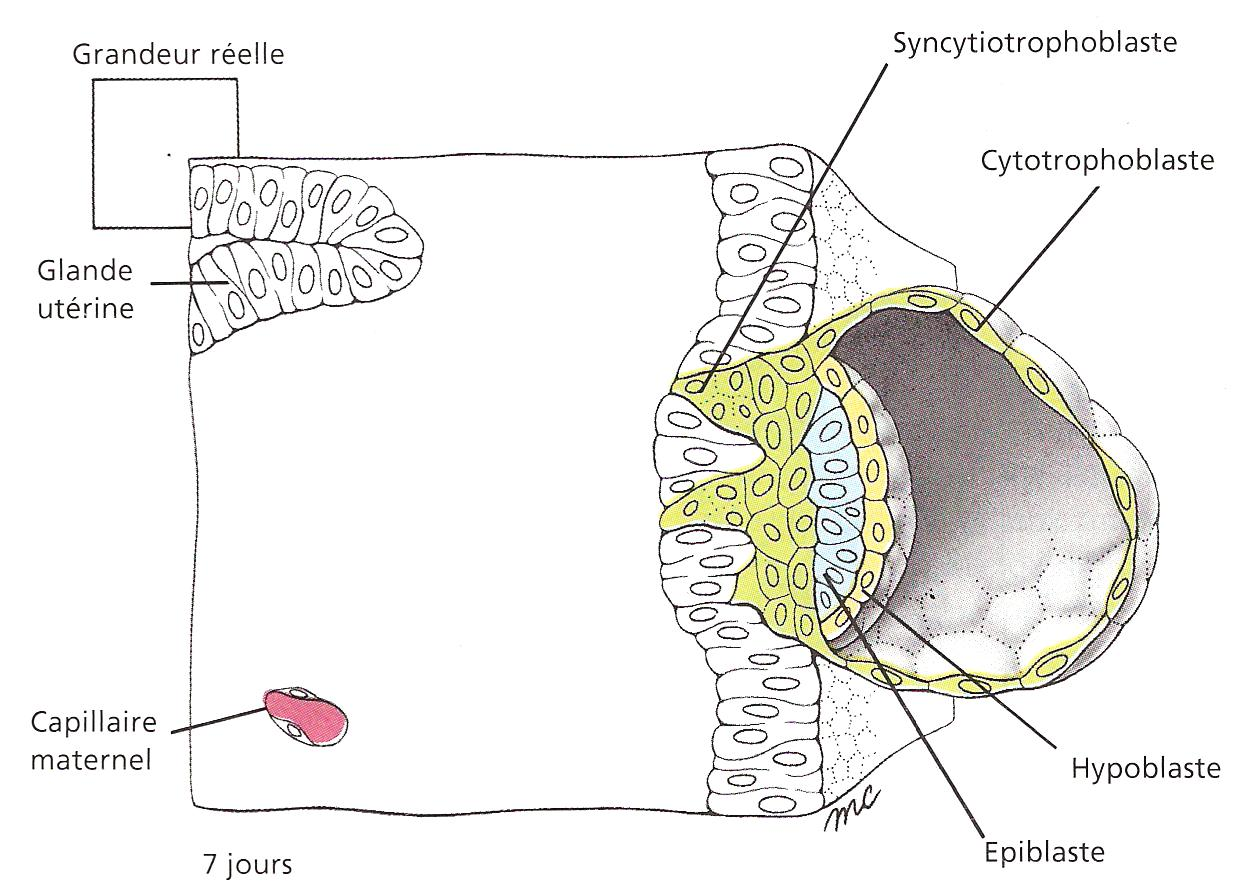 Grandeur réelle
Syncytiotrophoblaste
Cytotrophoblaste
Glande
utérine
Capillaire
maternel
Hypoblaste
Epiblaste
7 jours
mc